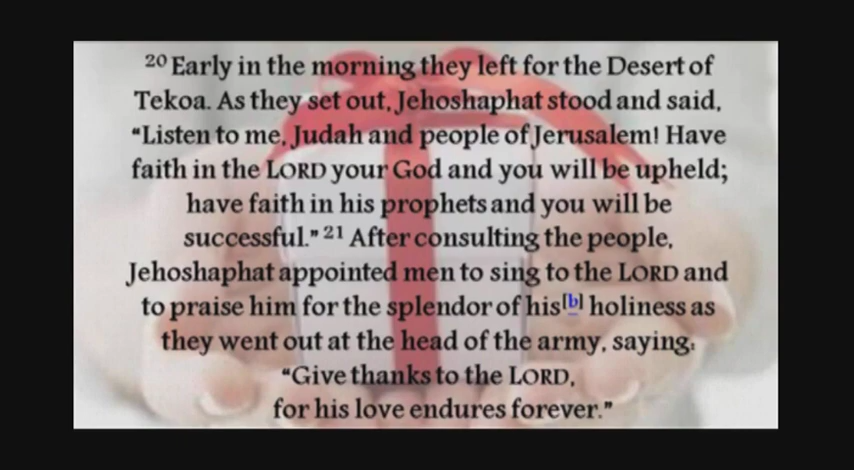 20 Early in the morning they left for the Desert of
Tekoa. As they set out, Jehoshaphat stood and said,
“Listen to me, Judah and people of Jerusalem! Have
faith in the LORD your God and you will be upheld;
have faith in his prophets and you will be
successful.” 21 After consulting the people,
Jehoshaphat appointed men to sing to the LORD and
to praise him for the splendor of his[b] holiness as
they went out at the head of the army, saying:
“Give thanks to the LORD,
for his love endures forever.”